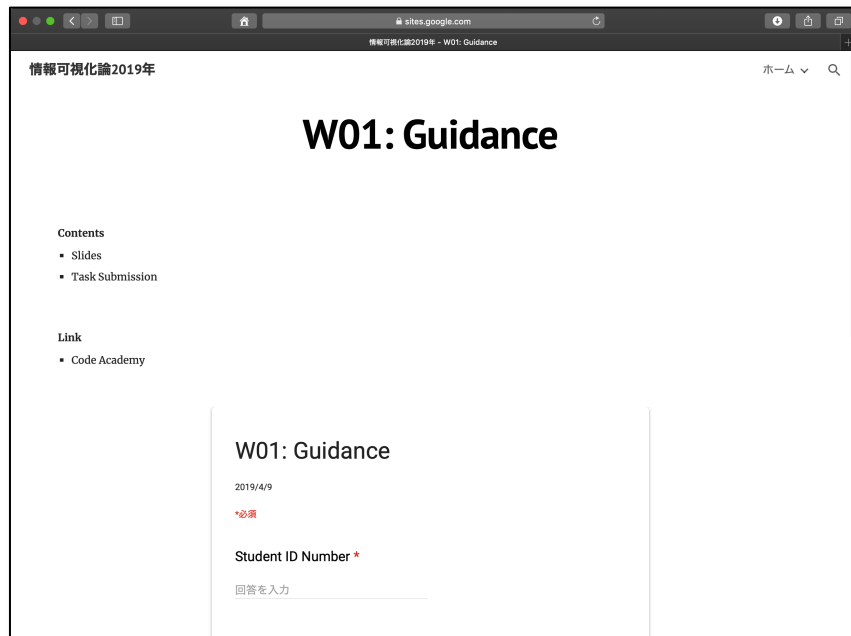 sites.google.com
情報可視化論2019年 - W01: Guidance
情報可視化論2019年
ホーム
W01: Guidance
Contents
▪ Slides
▪ Task Submission
Link
▪ Code Academy
W01: Guidance
2019/4/9
*必須
Student ID Number *
回答を入力